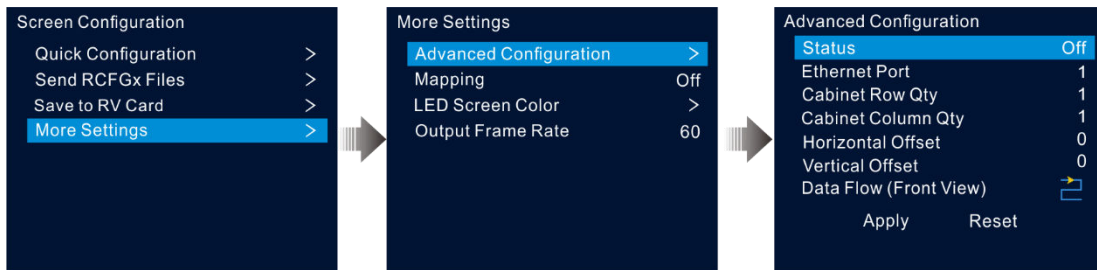 Screen Configuration
Quick Configuration >
Send RCFGx Files >
Save to RV Card >
More Settings >
More Settings
Advanced Configuration >
Mapping Off
LED Screen Color >
Output Frame Rate 60
Advanced Configuration
Status Off
Ethernet Port 1
Cabinet Row Qty 1
Cabinet Column Qty 1
Horizontal Offset 0
Vertical Offset 0
Data Flow (Front View)
Apply Reset